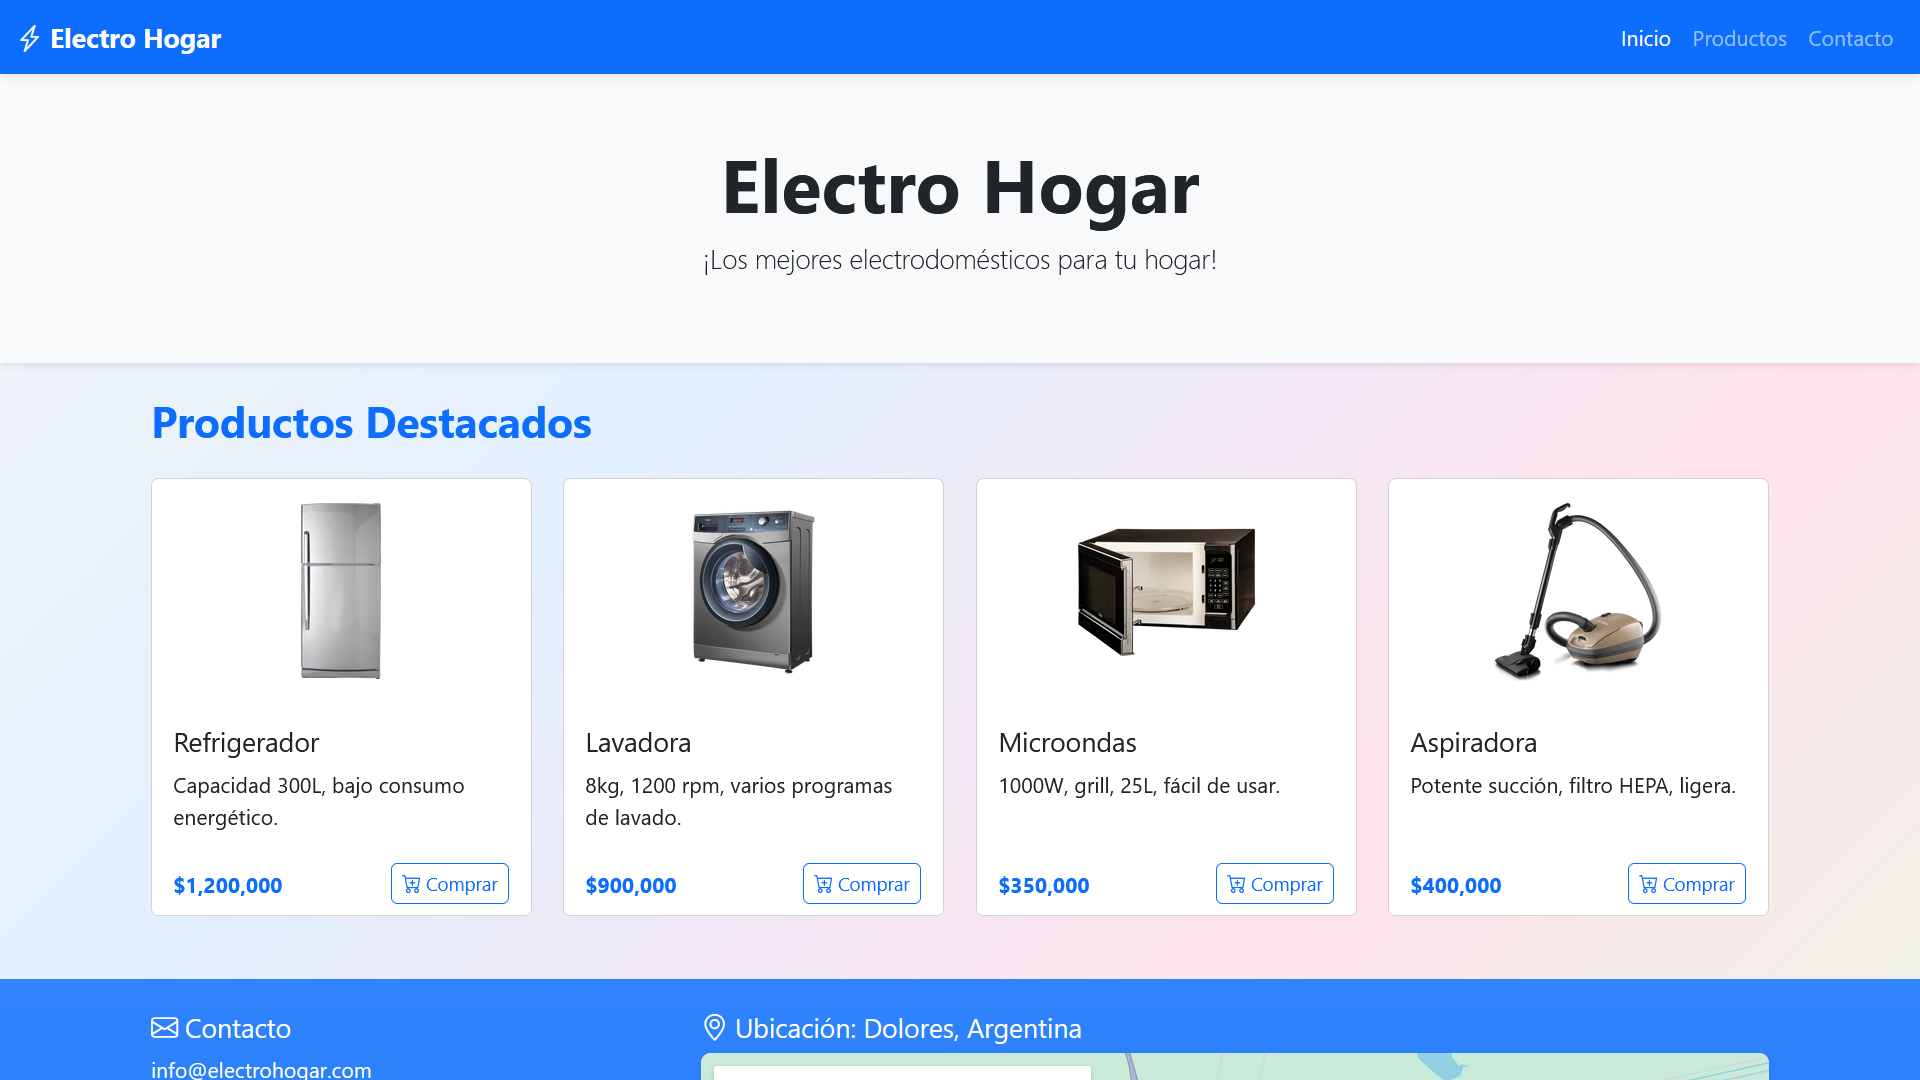 Electro Hogar
Inicio
Productos
Contacto
Electro Hogar
¡Los mejores electrodomésticos para tu hogar!
Productos Destacados
Refrigerador
Capacidad 300L, bajo consumo
energético.
$1,200,000
Comprar
Lavadora
8kg, 1200 rpm, varios programas
de lavado.
$900,000
Comprar
Microondas
1000W, grill, 25L, fácil de usar.
$350,000
Comprar
Aspiradora
Potente succión, filtro HEPA, ligera.
$400,000
Comprar
Contacto
info@electrohogar.com
Ubicación: Dolores, Argentina